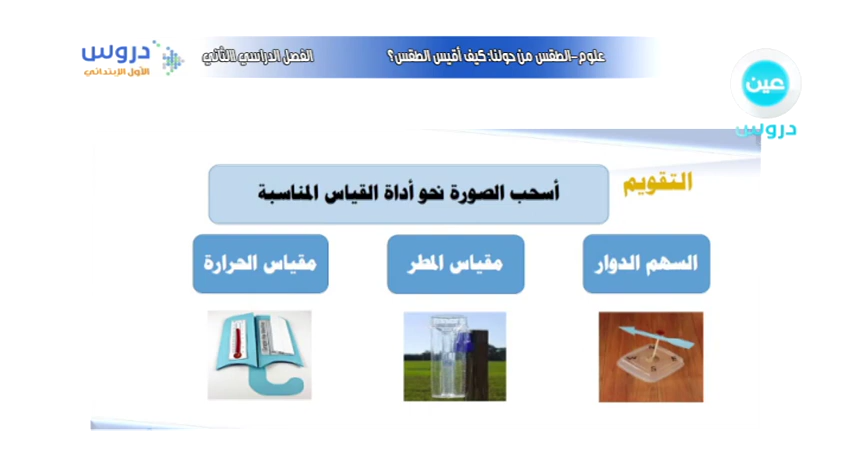 علوم - الطقس من حولنا: كيف أقيس الطقس؟
الفصل الدراسي الثاني
دروس
الأول الإبتدائي
عين
دروس
التقويم
أسحب الصورة نحو أداة القياس المناسبة
السهم الدوار
مقياس المطر
مقياس الحرارة
S